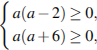 a(a − 2) ≥ 0,
a(a + 6) ≥ 0,